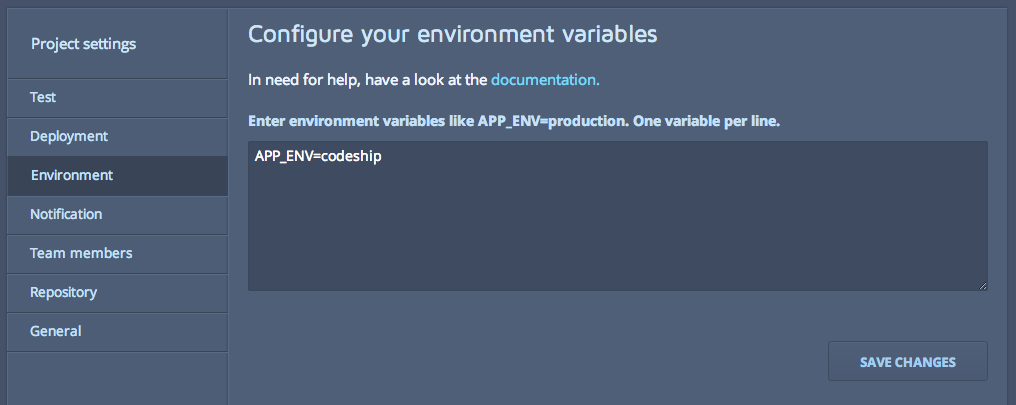 Project settings
Test
Deployment
Environment
Notification
Team members
Repository
General
Configure your environment variables
In need for help, have a look at the documentation.
Enter environment variables like APP_ENV=production. One variable per line.
APP_ENV=codeship
SAVE CHANGES